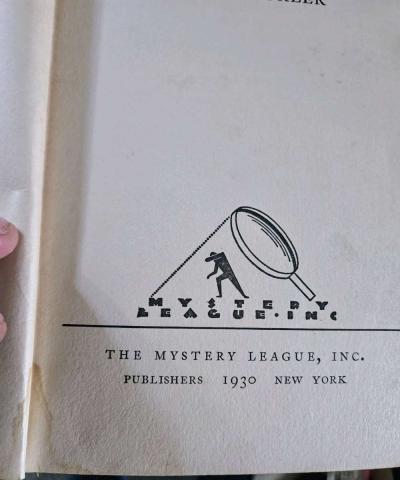 MYSTERY
LEAGUE·INC
THE MYSTERY LEAGUE, INC.
PUBLISHERS 1930 NEW YORK